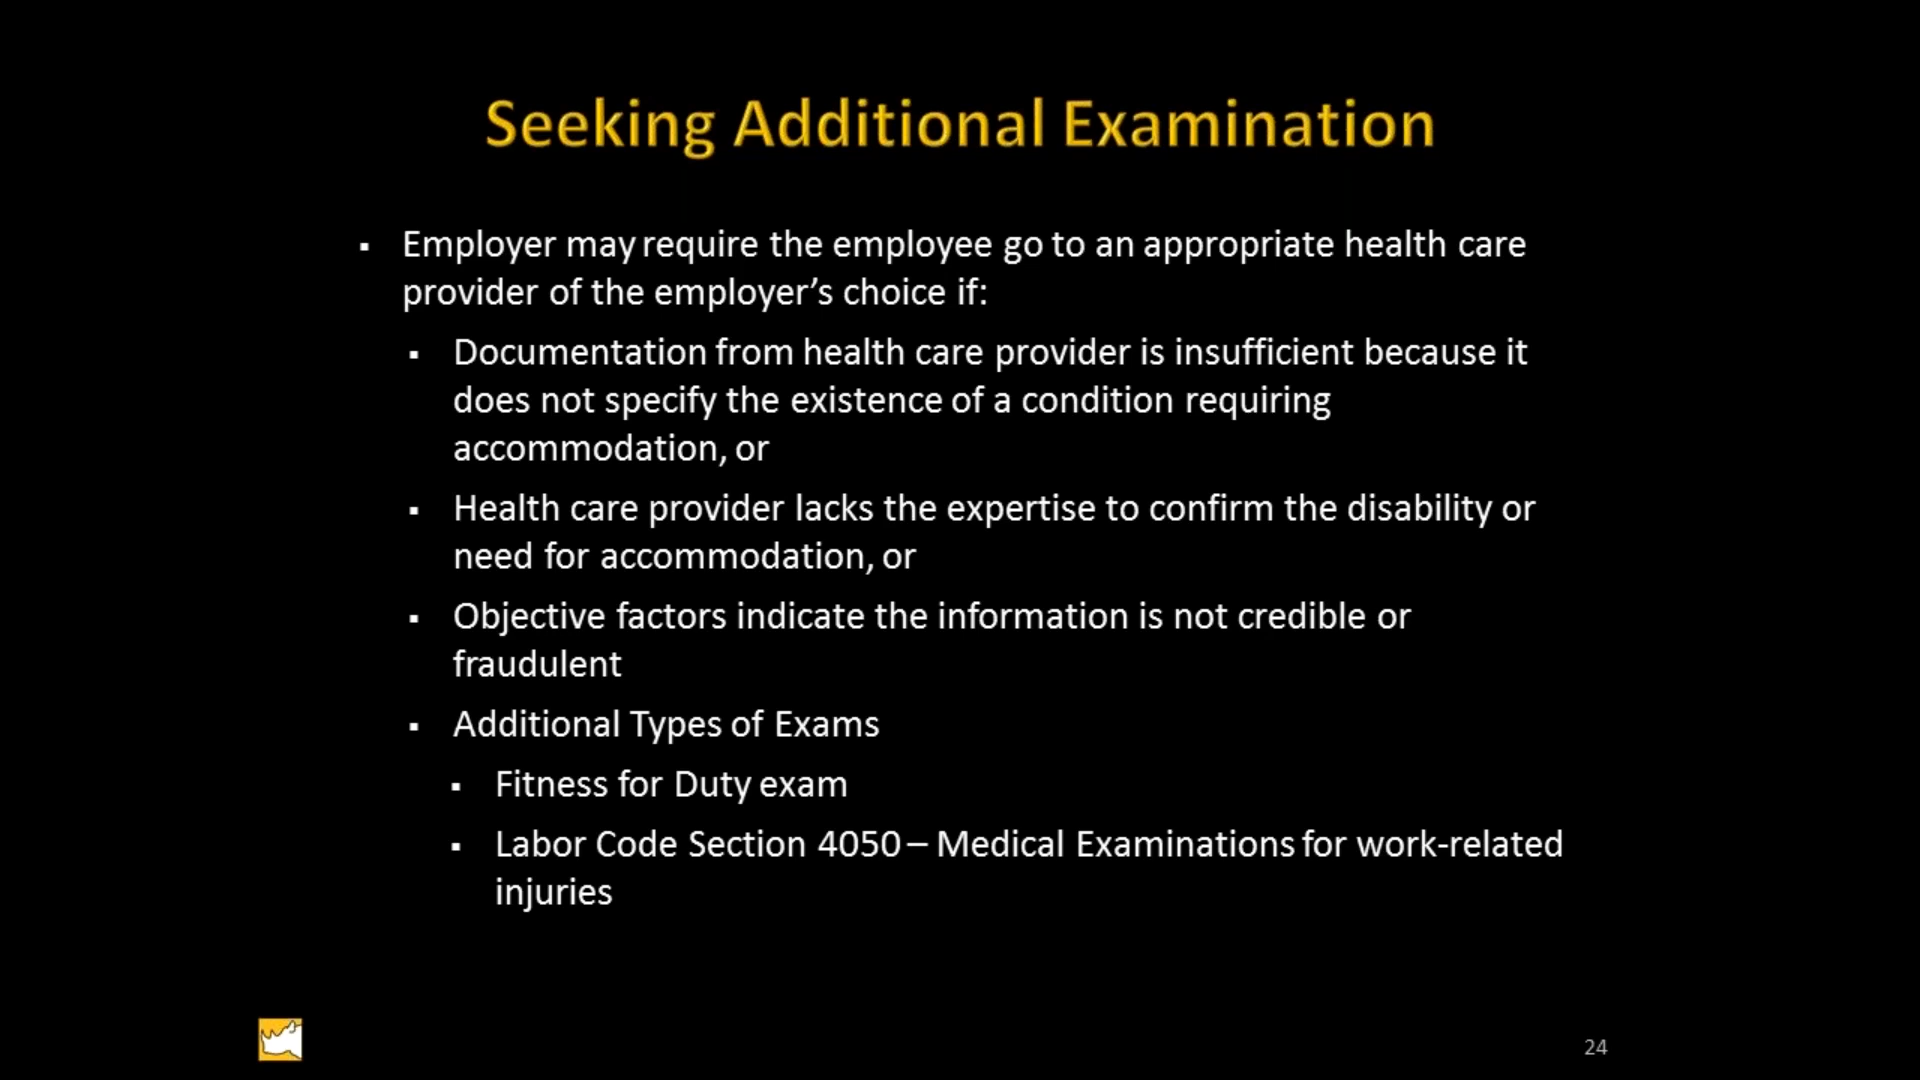 Seeking Additional Examination
▪ Employer may require the employee go to an appropriate health care
provider of the employer’s choice if:
▪ Documentation from health care provider is insufficient because it
does not specify the existence of a condition requiring
accommodation, or
▪ Health care provider lacks the expertise to confirm the disability or
need for accommodation, or
▪ Objective factors indicate the information is not credible or
fraudulent
▪ Additional Types of Exams
▪ Fitness for Duty exam
▪ Labor Code Section 4050 – Medical Examinations for work-related
injuries
24